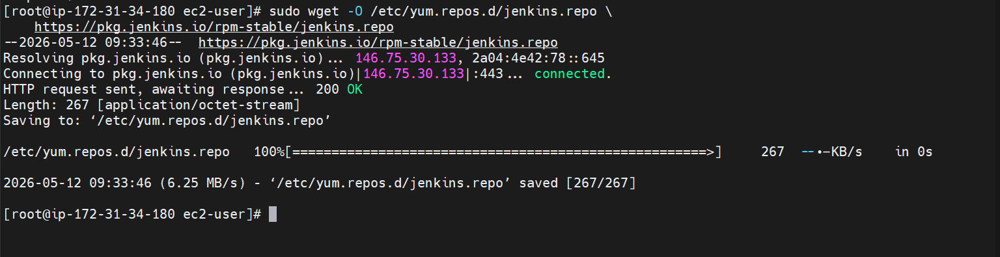 [root@ip-172-31-34-180 ec2-user]# sudo wget -O /etc/yum.repos.d/jenkins.repo \
    https://pkg.jenkins.io/rpm-stable/jenkins.repo
--2026-05-12 09:33:46--  https://pkg.jenkins.io/rpm-stable/jenkins.repo
Resolving pkg.jenkins.io (pkg.jenkins.io)... 146.75.30.133, 2a04:4e42:78::645
Connecting to pkg.jenkins.io (pkg.jenkins.io)|146.75.30.133|:443... connected.
HTTP request sent, awaiting response... 200 OK
Length: 267 [application/octet-stream]
Saving to: ‘/etc/yum.repos.d/jenkins.repo’
/etc/yum.repos.d/jenkins.repo   100%[=====================================================>]     267  --•-KB/s    in 0s
2026-05-12 09:33:46 (6.25 MB/s) - ‘/etc/yum.repos.d/jenkins.repo’ saved [267/267]
[root@ip-172-31-34-180 ec2-user]#